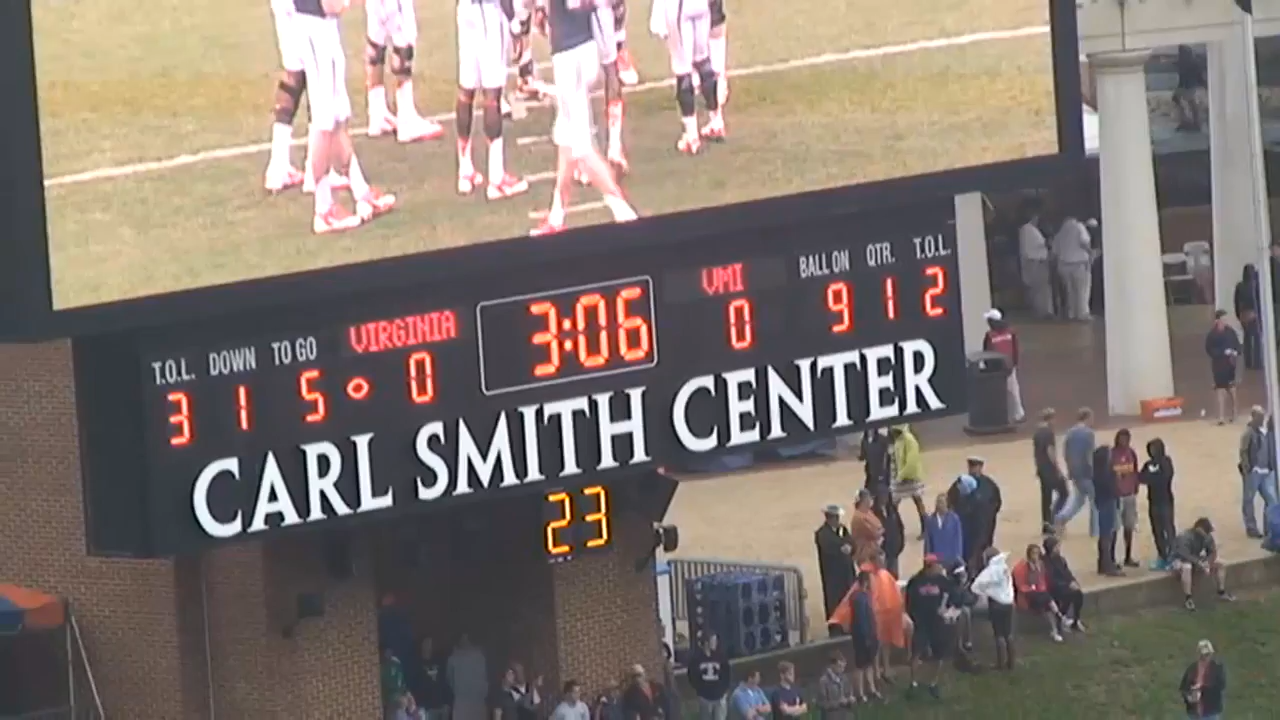 T.O.L. DOWN TO GO VIRGINIA 3:06 VMI BALL ON QTR. T.O.L.
3 1 5 0 0 9 1 2
CARL SMITH CENTER
23